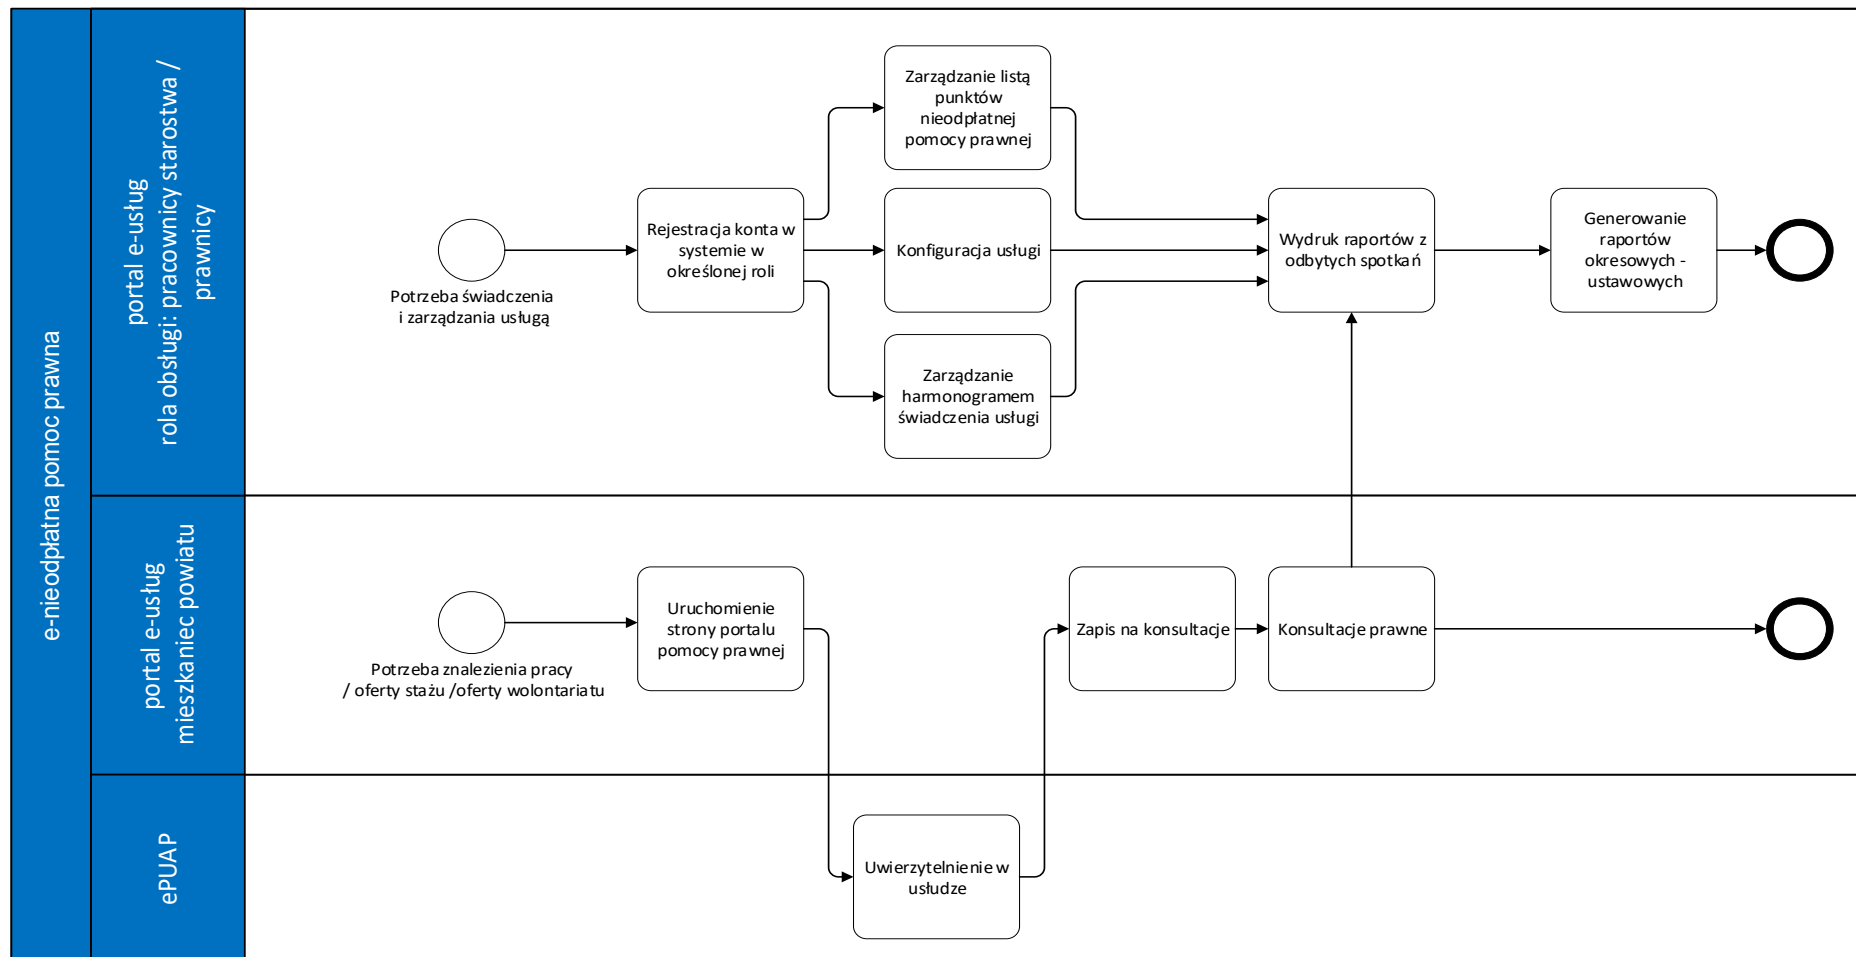 e-nieodpłatna pomoc prawna
portal e-usług
rola obsługi: pracownicy starostwa /
prawnicy
Potrzeba świadczenia
i zarządzania usługą
Rejestracja konta w
systemie w
określonej roli
Zarządzanie listą
punktów
nieodpłatnej
pomocy prawnej
Konfiguracja usługi
Zarządzanie
harmonogramem
świadczenia usługi
Wydruk raportów z
odbytych spotkań
Generowanie
raportów
okresowych -
ustawowych
portal e-usług
mieszkaniec powiatu
Potrzeba znalezienia pracy
/ oferty stażu /oferty wolontariatu
Uruchomienie
strony portalu
pomocy prawnej
Zapis na konsultacje
Konsultacje prawne
ePUAP
Uwierzytelnienie w
usłudze